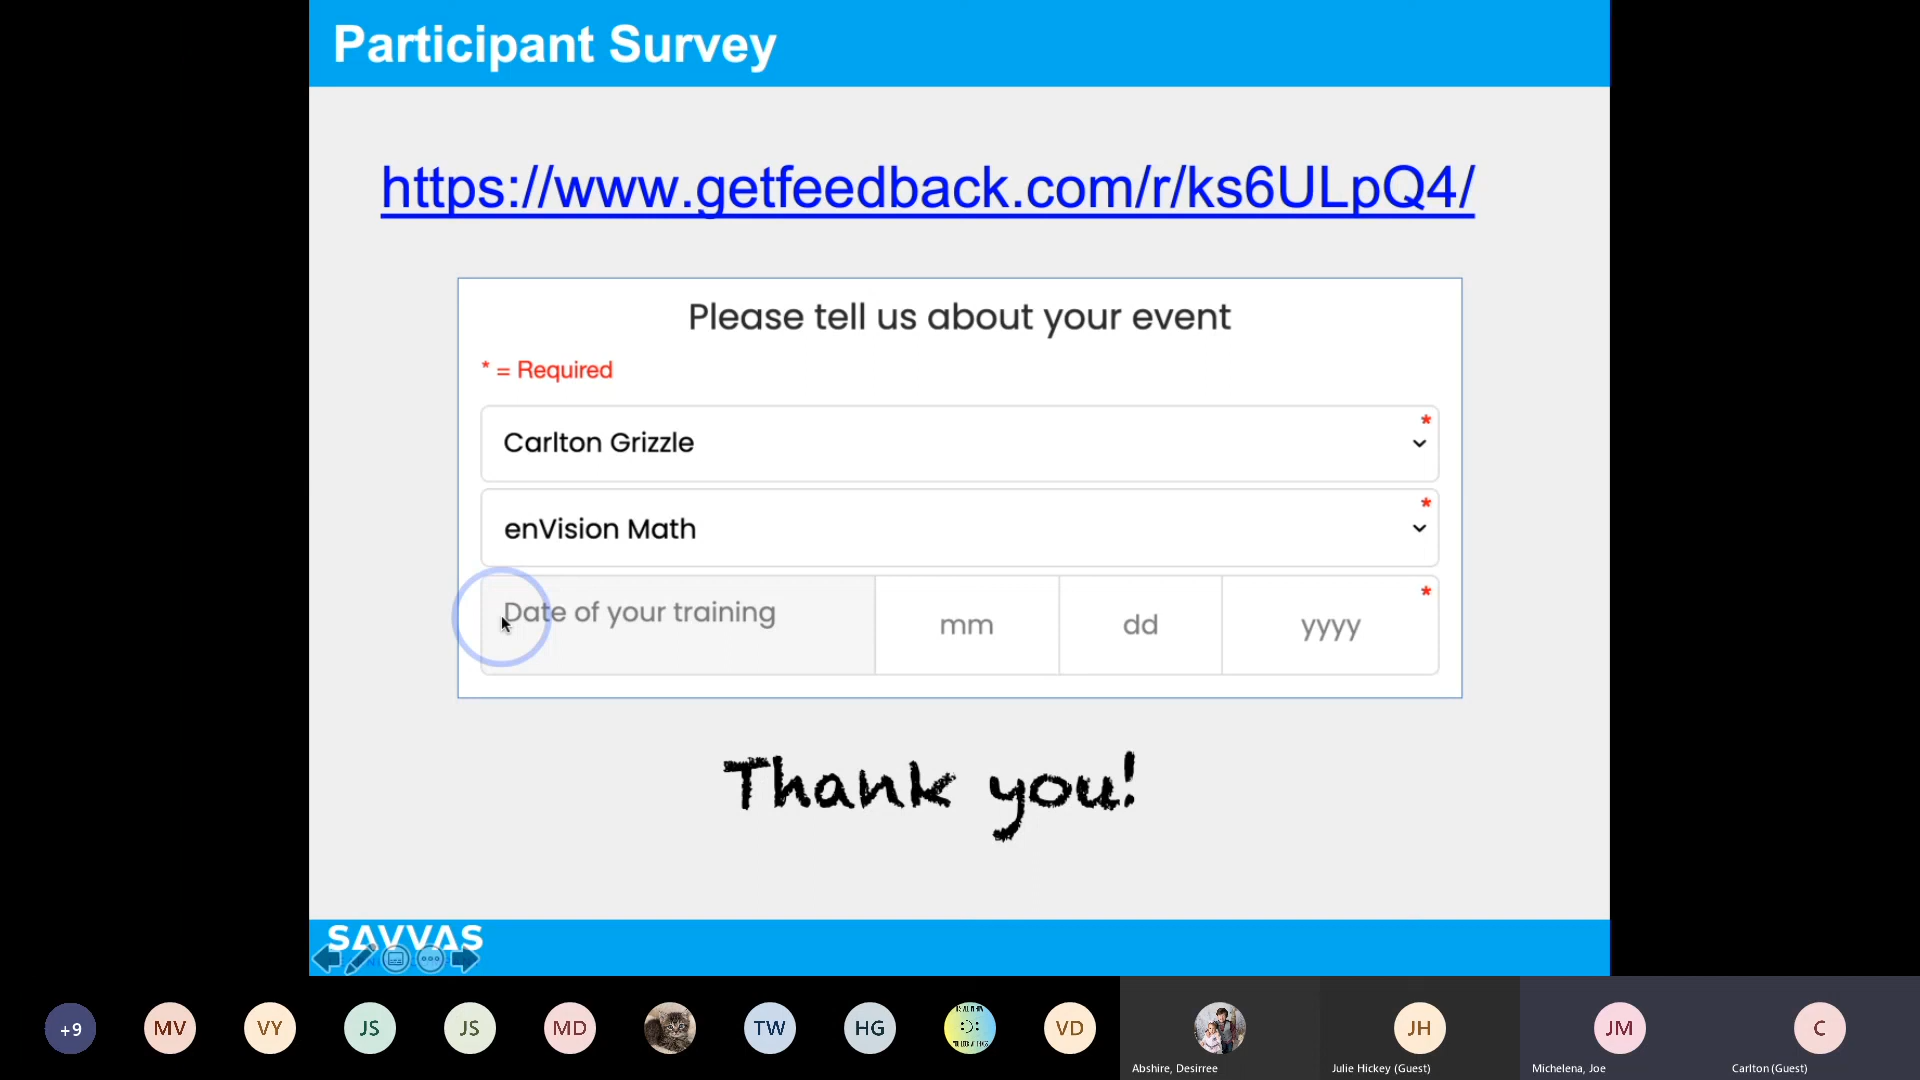 Participant Survey
https://www.getfeedback.com/r/ks6ULpQ4/
Please tell us about your event
* = Required
Carlton Grizzle *
enVision Math *
Date of your training mm dd yyyy *
Thank you!
SAVVAS
+9 MV VY JS JS MD TW HG VD JH JM C
Abshire, Desirree Julie Hickey (Guest) Michelena, Joe Carlton (Guest)